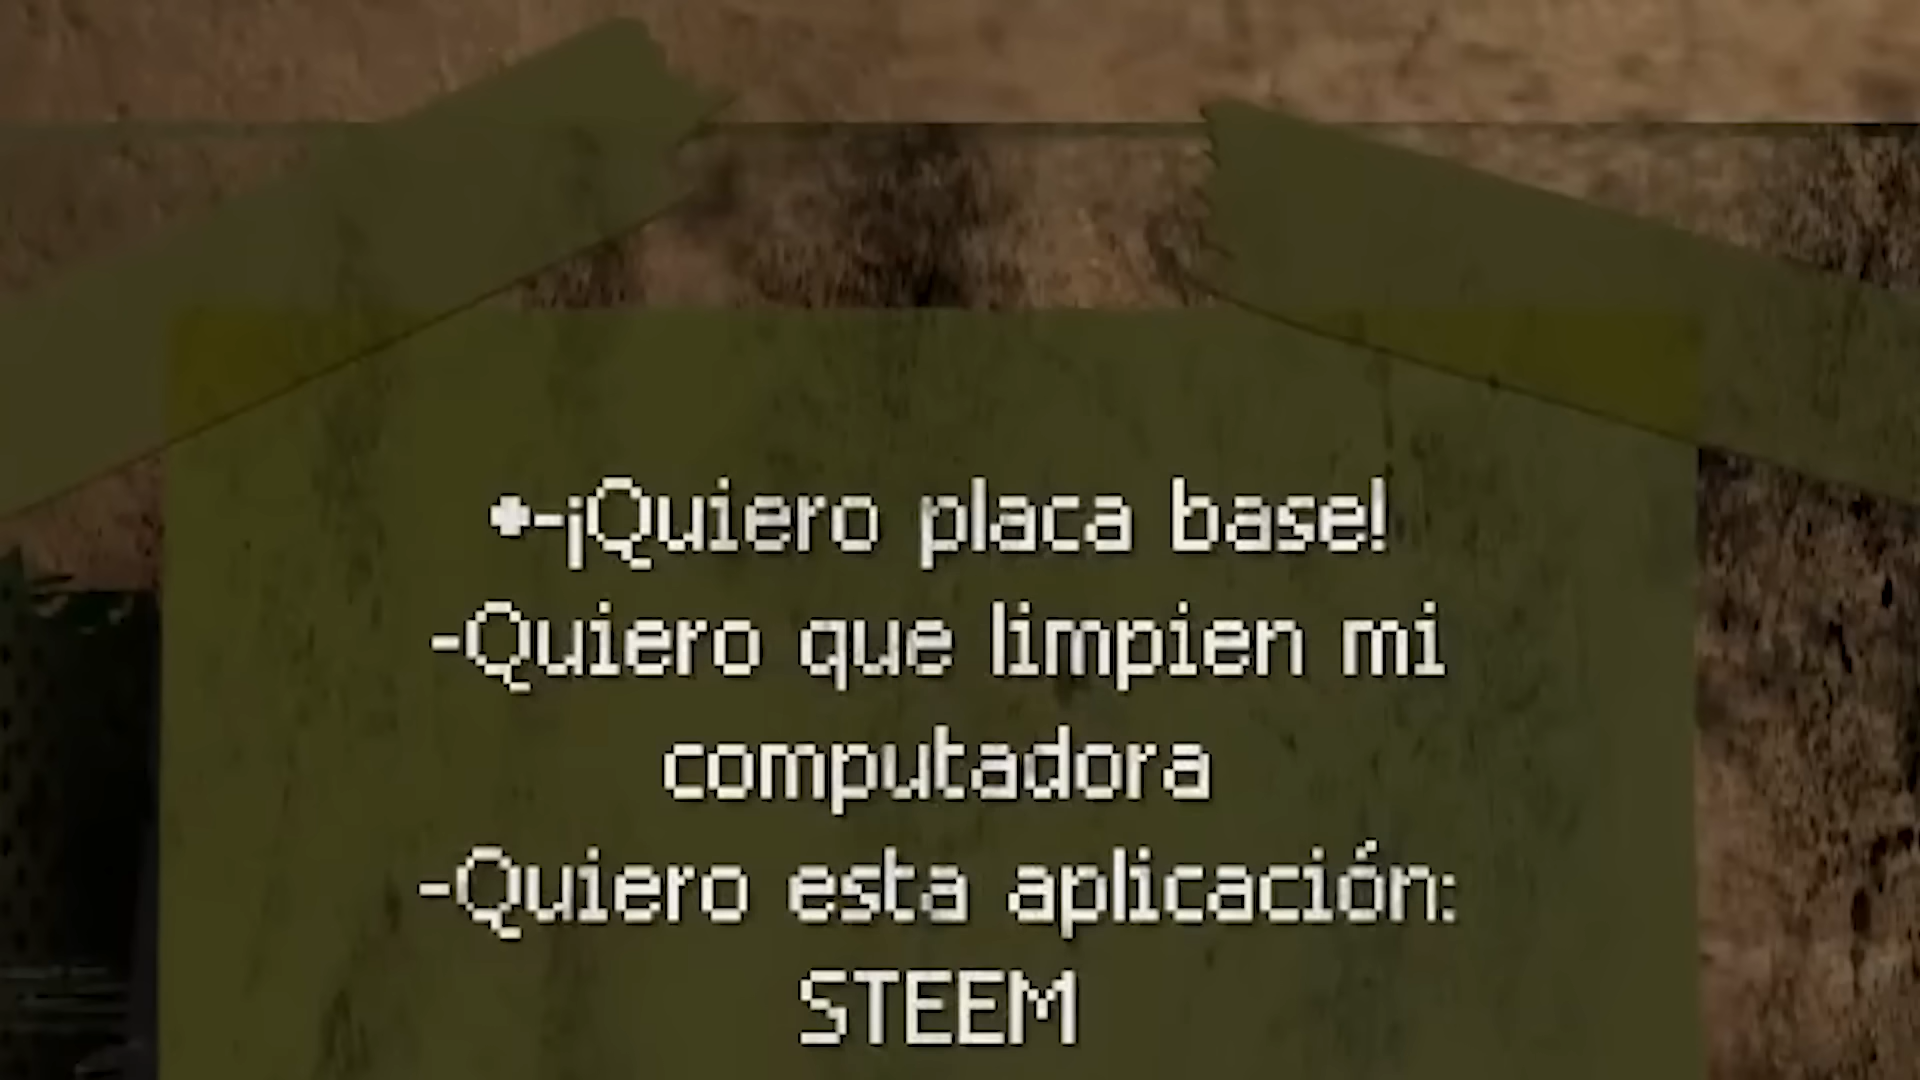 •-¡Quiero placa base!
-Quiero que limpien mi
computadora
-Quiero esta aplicación:
STEEM